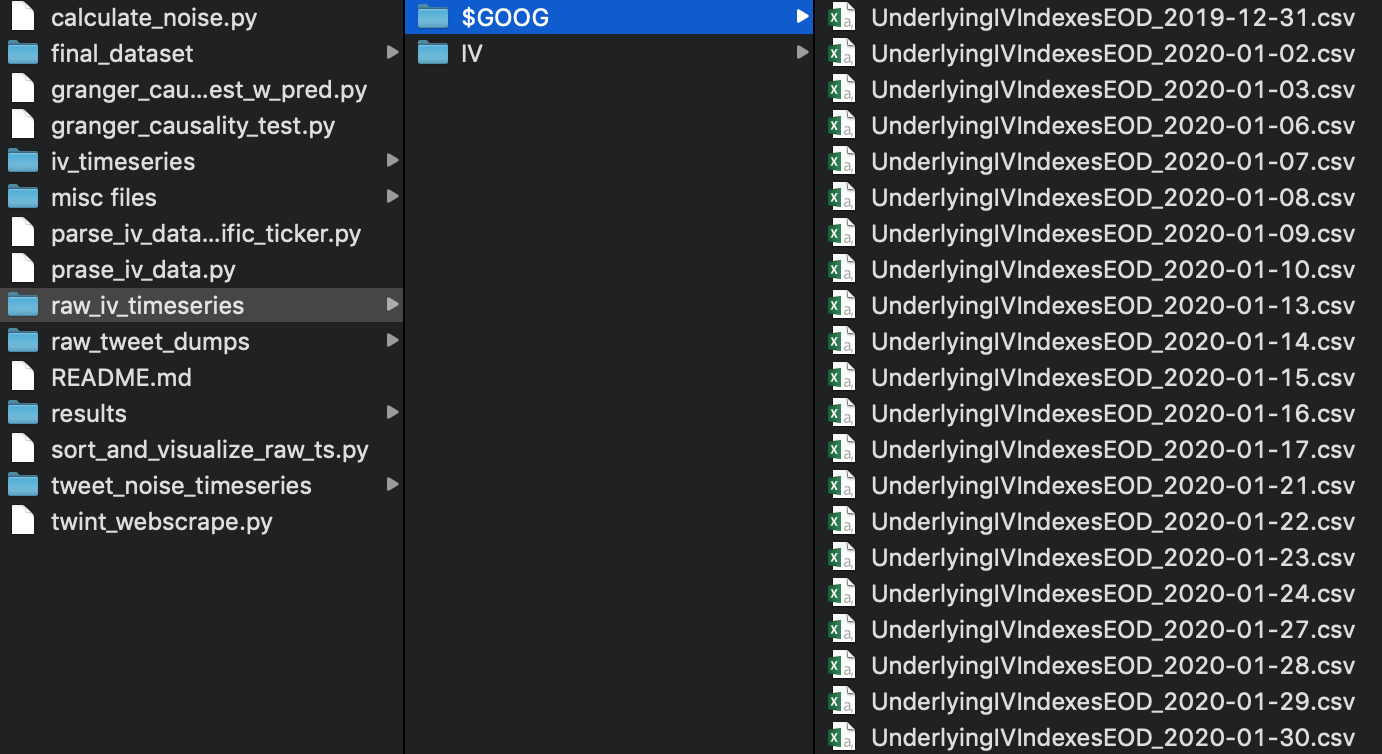 calculate_noise.py
final_dataset
granger_cau...est_w_pred.py
granger_causality_test.py
iv_timeseries
misc files
parse_iv_data...ific_ticker.py
prase_iv_data.py
raw_iv_timeseries
raw_tweet_dumps
README.md
results
sort_and_visualize_raw_ts.py
tweet_noise_timeseries
twint_webscrape.py
$GOOG
IV
UnderlyingIVIndexesEOD_2019-12-31.csv
UnderlyingIVIndexesEOD_2020-01-02.csv
UnderlyingIVIndexesEOD_2020-01-03.csv
UnderlyingIVIndexesEOD_2020-01-06.csv
UnderlyingIVIndexesEOD_2020-01-07.csv
UnderlyingIVIndexesEOD_2020-01-08.csv
UnderlyingIVIndexesEOD_2020-01-09.csv
UnderlyingIVIndexesEOD_2020-01-10.csv
UnderlyingIVIndexesEOD_2020-01-13.csv
UnderlyingIVIndexesEOD_2020-01-14.csv
UnderlyingIVIndexesEOD_2020-01-15.csv
UnderlyingIVIndexesEOD_2020-01-16.csv
UnderlyingIVIndexesEOD_2020-01-17.csv
UnderlyingIVIndexesEOD_2020-01-21.csv
UnderlyingIVIndexesEOD_2020-01-22.csv
UnderlyingIVIndexesEOD_2020-01-23.csv
UnderlyingIVIndexesEOD_2020-01-24.csv
UnderlyingIVIndexesEOD_2020-01-27.csv
UnderlyingIVIndexesEOD_2020-01-28.csv
UnderlyingIVIndexesEOD_2020-01-29.csv
UnderlyingIVIndexesEOD_2020-01-30.csv